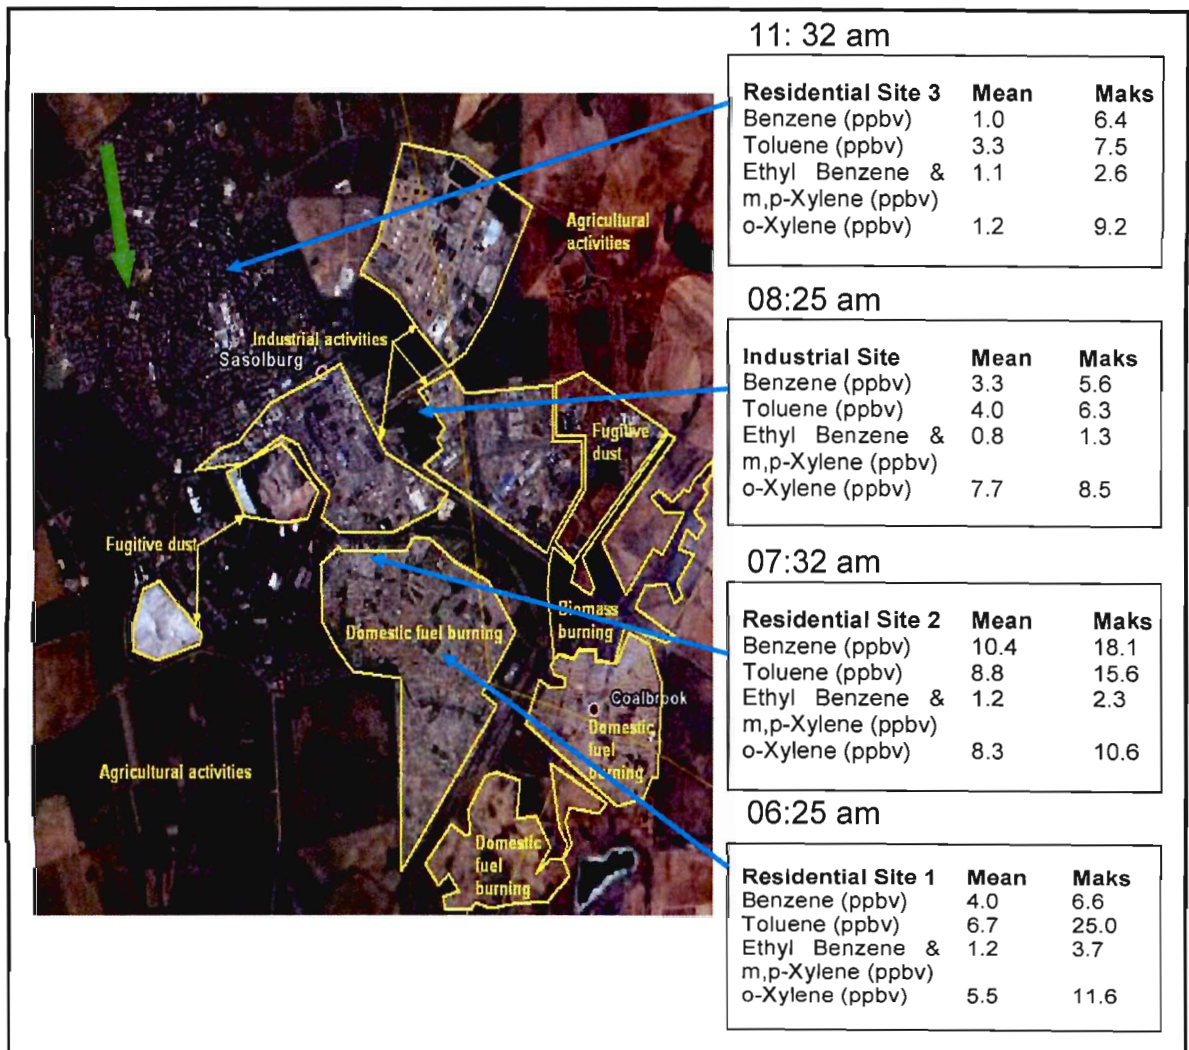 11: 32 am
Residential Site 3 Mean Maks
Benzene (ppbv) 1.0 6.4
Toluene (ppbv) 3.3 7.5
Ethyl Benzene & 1.1 2.6
m,p-Xylene (ppbv)
o-Xylene (ppbv) 1.2 9.2
08:25 am
Industrial Site Mean Maks
Benzene (ppbv) 3.3 5.6
Toluene (ppbv) 4.0 6.3
Ethyl Benzene & 0.8 1.3
m,p-Xylene (ppbv)
o-Xylene (ppbv) 7.7 8.5
07:32 am
Residential Site 2 Mean Maks
Benzene (ppbv) 10.4 18.1
Toluene (ppbv) 8.8 15.6
Ethyl Benzene & 1.2 2.3
m,p-Xylene (ppbv)
o-Xylene (ppbv) 8.3 10.6
06:25 am
Residential Site 1 Mean Maks
Benzene (ppbv) 4.0 6.6
Toluene (ppbv) 6.7 25.0
Ethyl Benzene & 1.2 3.7
m,p-Xylene (ppbv)
o-Xylene (ppbv) 5.5 11.6
Agricultural
activities
Industrial activities
Sasolburg
Fugitive
dust
Fugitive dust
Biomass
burning
Domestic fuel burning
Coalbrook
Domestic
fuel
burning
Agricultural activities
Domestic
fuel
burning